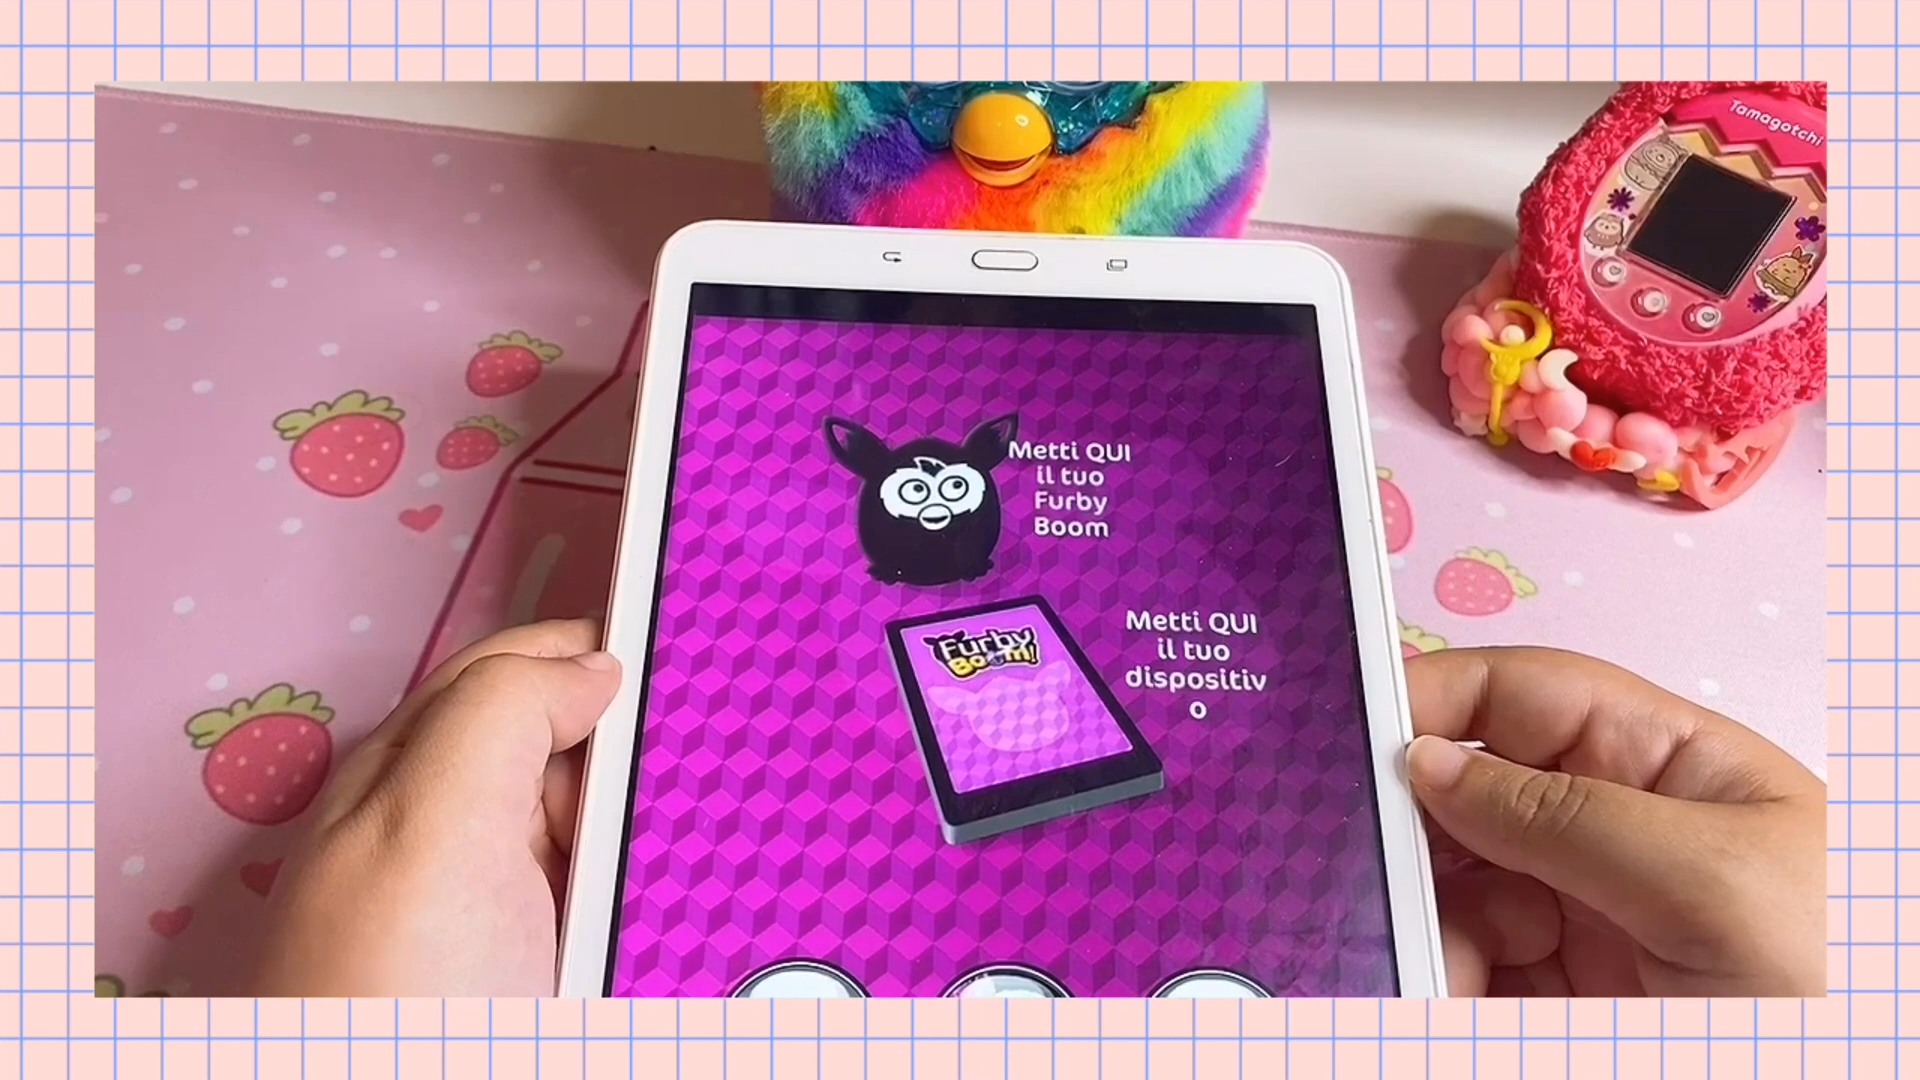 Tamagotchi
Metti QUI
il tuo
Furby
Boom
Metti QUI
il tuo
dispositiv
o
Furby
Boom!